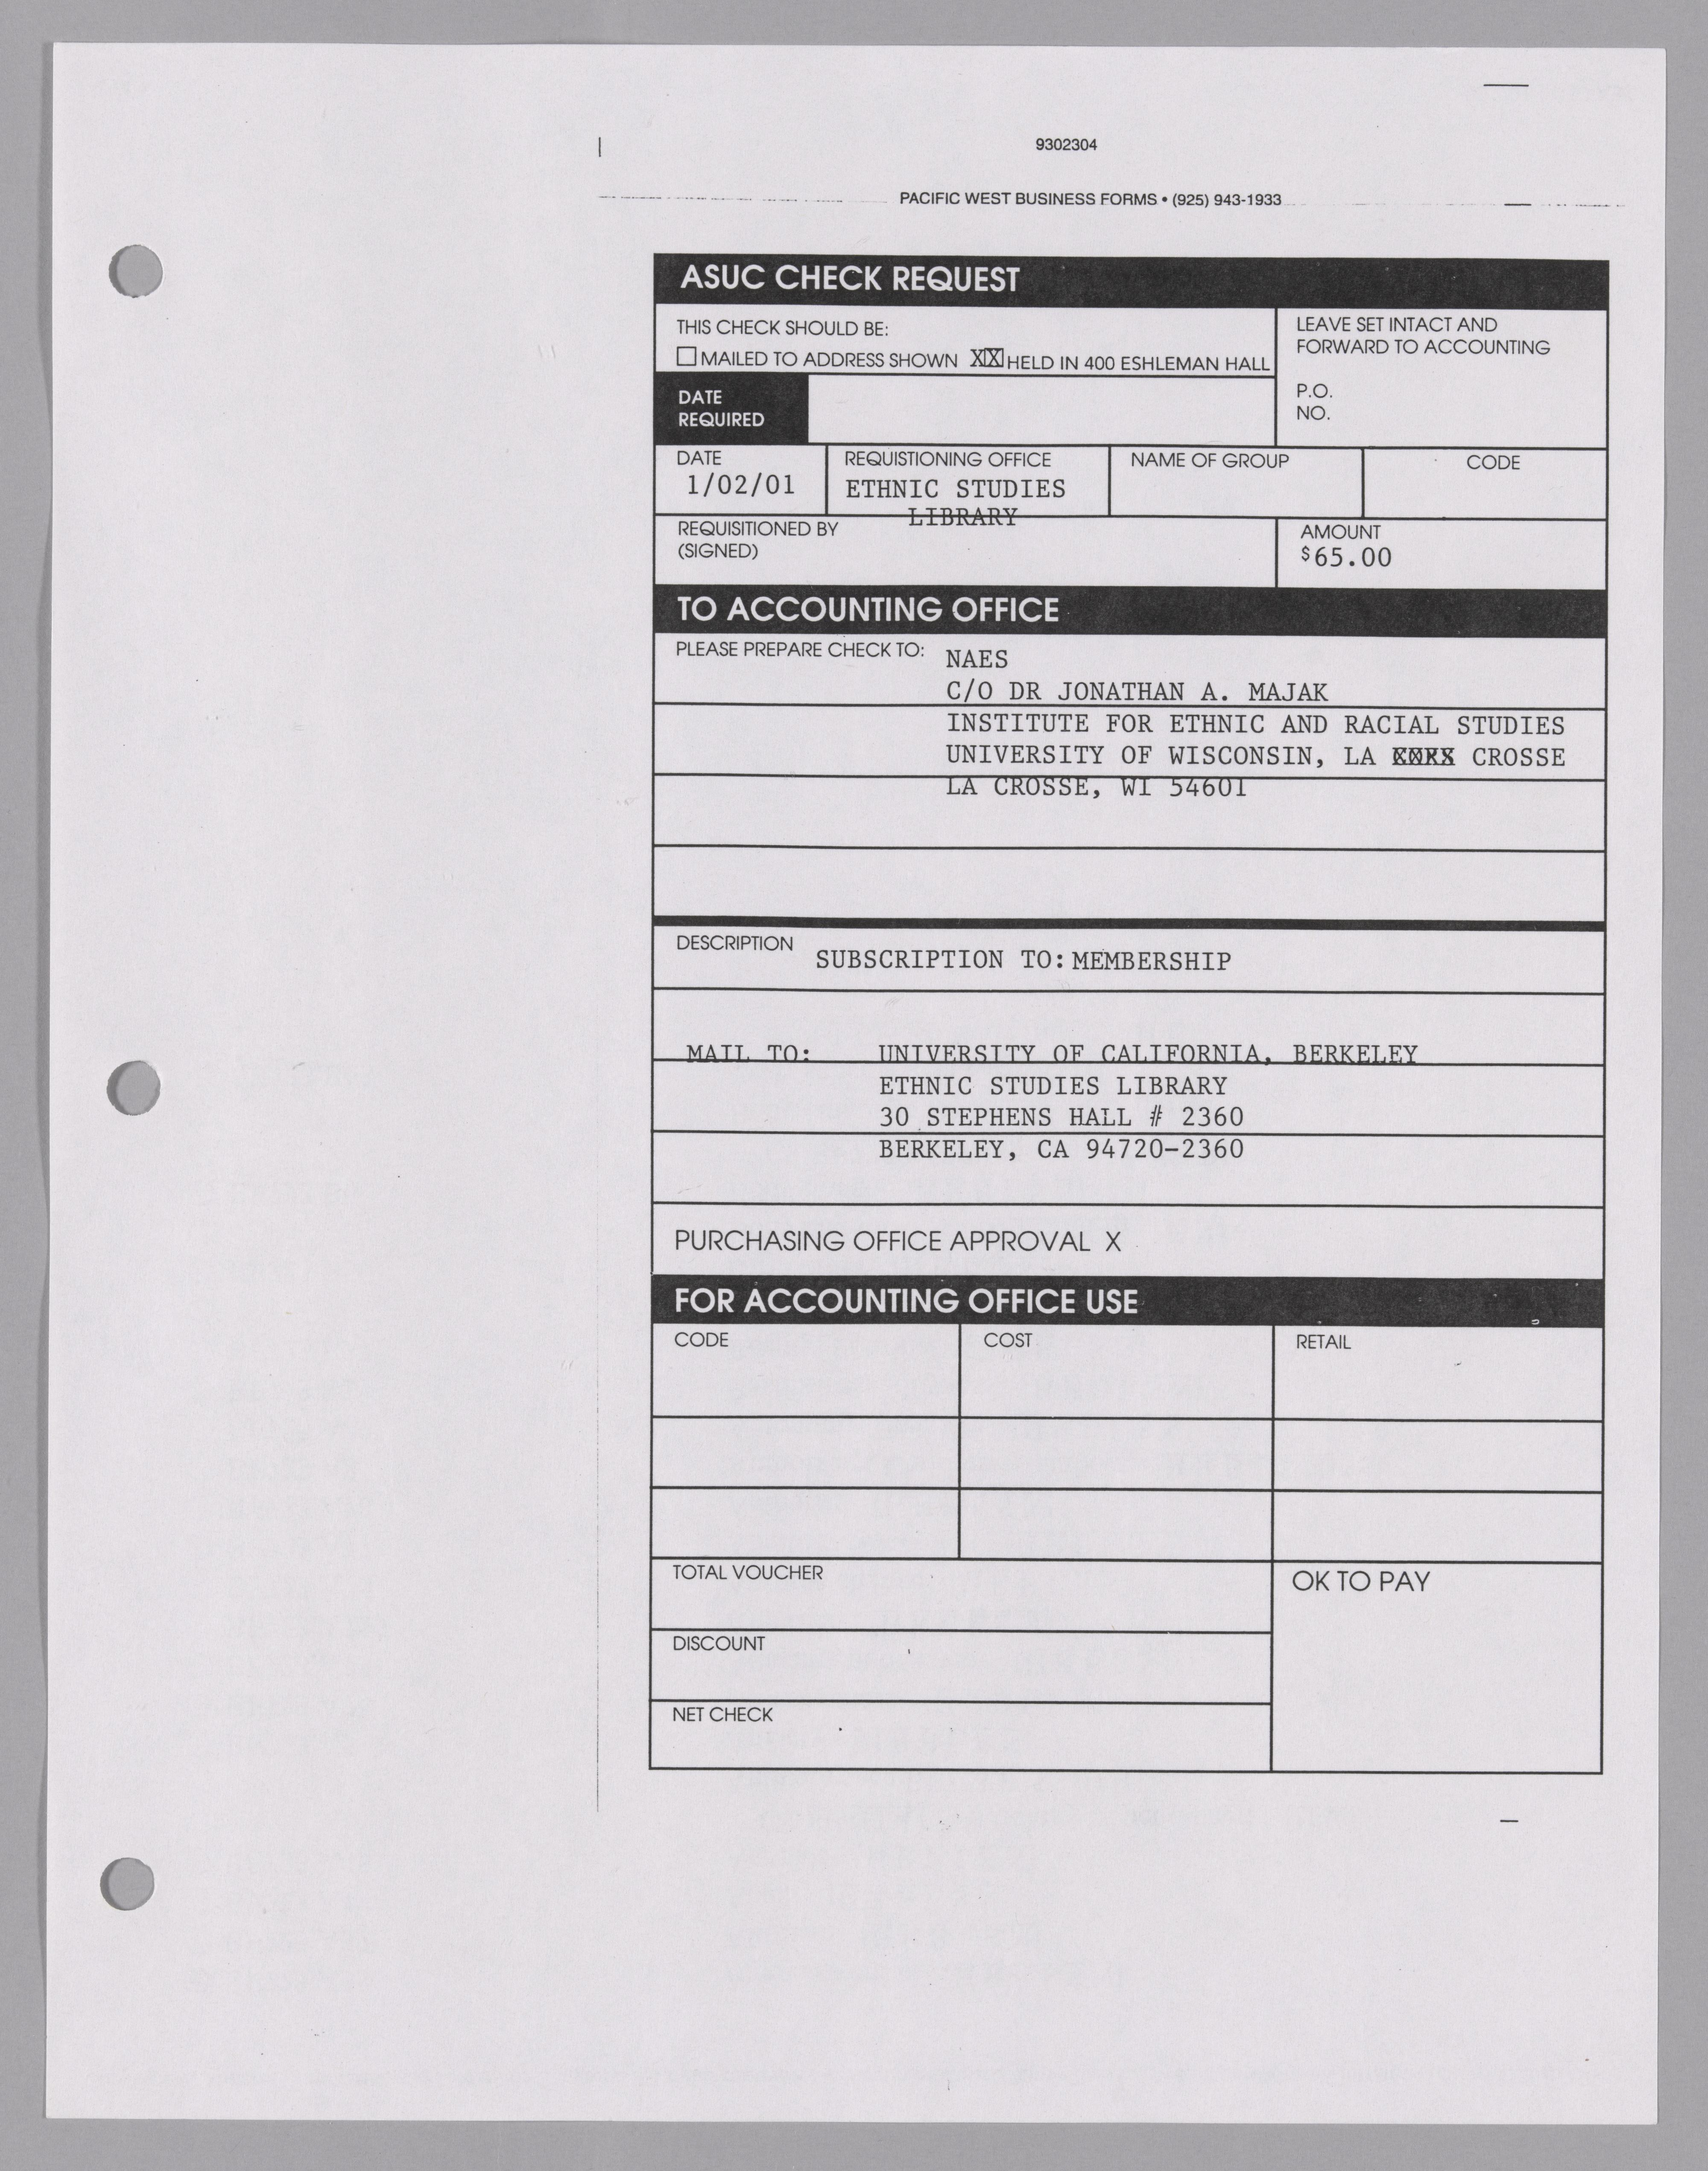 9302304
PACIFIC WEST BUSINESS FORMS • (925) 943-1933
ASUC CHECK REQUEST
THIS CHECK SHOULD BE:
MAILED TO ADDRESS SHOWN XX HELD IN 400 ESHLEMAN HALL
LEAVE SET INTACT AND
FORWARD TO ACCOUNTING
P.O.
NO.
DATE
REQUIRED
DATE
1/02/01
REQUISTIONING OFFICE
ETHNIC STUDIES
LIBRARY
NAME OF GROUP
CODE
REQUISITIONED BY
(SIGNED)
AMOUNT
$65.00
TO ACCOUNTING OFFICE
PLEASE PREPARE CHECK TO: NAES
C/O DR JONATHAN A. MAJAK
INSTITUTE FOR ETHNIC AND RACIAL STUDIES
UNIVERSITY OF WISCONSIN, LA CROSSE
LA CROSSE, WI 54601
DESCRIPTION SUBSCRIPTION TO: MEMBERSHIP
MAIL TO: UNIVERSITY OF CALIFORNIA, BERKELEY
ETHNIC STUDIES LIBRARY
30 STEPHENS HALL # 2360
BERKELEY, CA 94720-2360
PURCHASING OFFICE APPROVAL X
FOR ACCOUNTING OFFICE USE
CODE
COST
RETAIL
TOTAL VOUCHER
OK TO PAY
DISCOUNT
NET CHECK